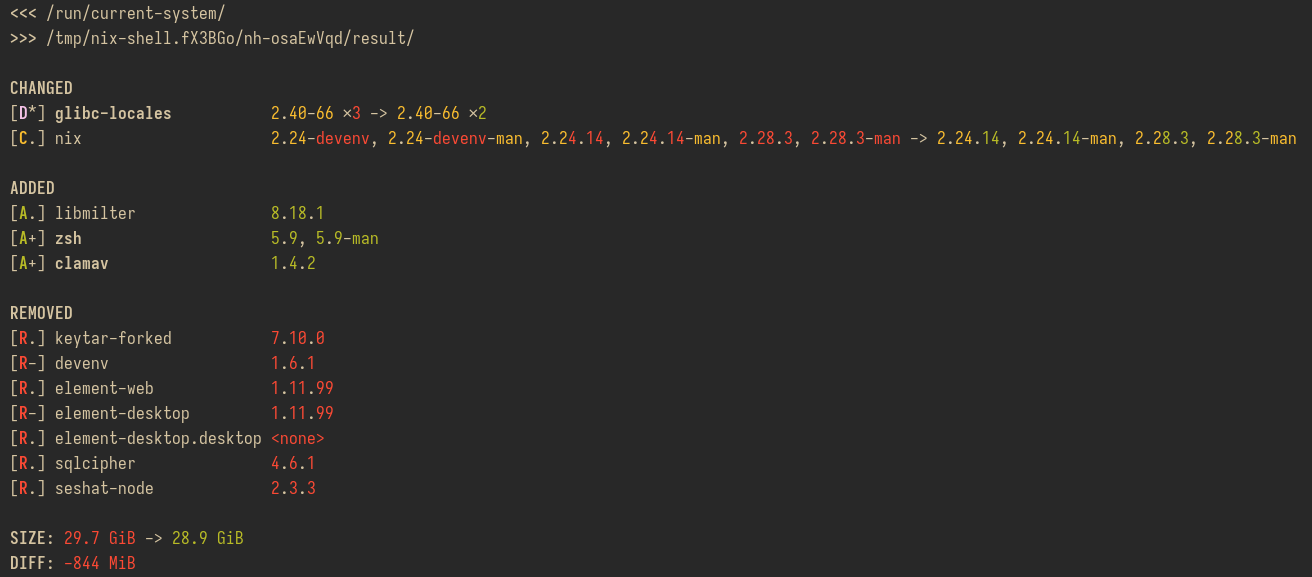 <<< /run/current-system/
>>> /tmp/nix-shell.fX3BGo/nh-osaEwVqd/result/
CHANGED
[D*] glibc-locales 2.40-66 ×3 -> 2.40-66 ×2
[C.] nix 2.24-devenv, 2.24-devenv-man, 2.24.14, 2.24.14-man, 2.28.3, 2.28.3-man -> 2.24.14, 2.24.14-man, 2.28.3, 2.28.3-man
ADDED
[A.] libmilter 8.18.1
[A+] zsh 5.9, 5.9-man
[A+] clamav 1.4.2
REMOVED
[R.] keytar-forked 7.10.0
[R-] devenv 1.6.1
[R.] element-web 1.11.99
[R-] element-desktop 1.11.99
[R.] element-desktop.desktop <none>
[R.] sqlcipher 4.6.1
[R.] seshat-node 2.3.3
SIZE: 29.7 GiB -> 28.9 GiB
DIFF: -844 MiB